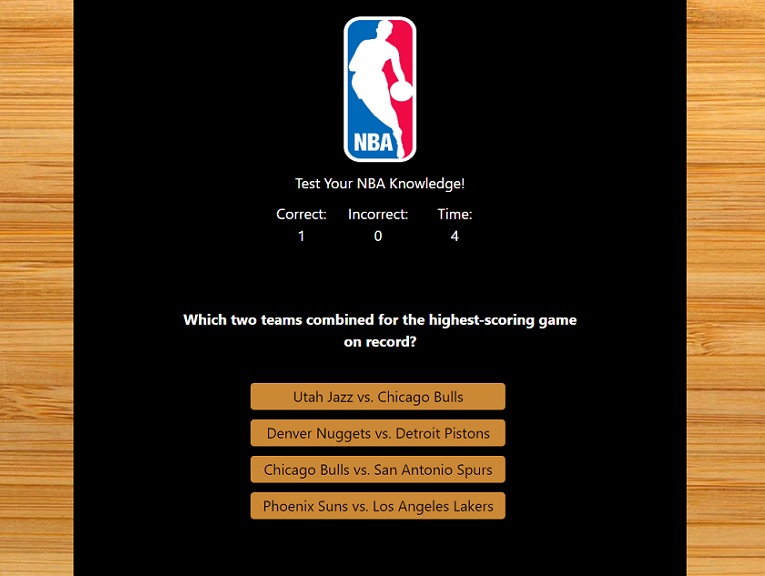 NBA
Test Your NBA Knowledge!
Correct: Incorrect: Time:
1 0 4
Which two teams combined for the highest-scoring game
on record?
Utah Jazz vs. Chicago Bulls
Denver Nuggets vs. Detroit Pistons
Chicago Bulls vs. San Antonio Spurs
Phoenix Suns vs. Los Angeles Lakers